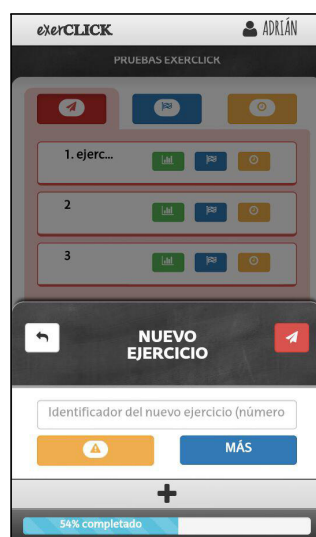 exerCLICK ADRIÁN
PRUEBAS EXERCLICK
1. ejerc...
2
3
NUEVO
EJERCICIO
Identificador del nuevo ejercicio (número
MÁS
54% completado